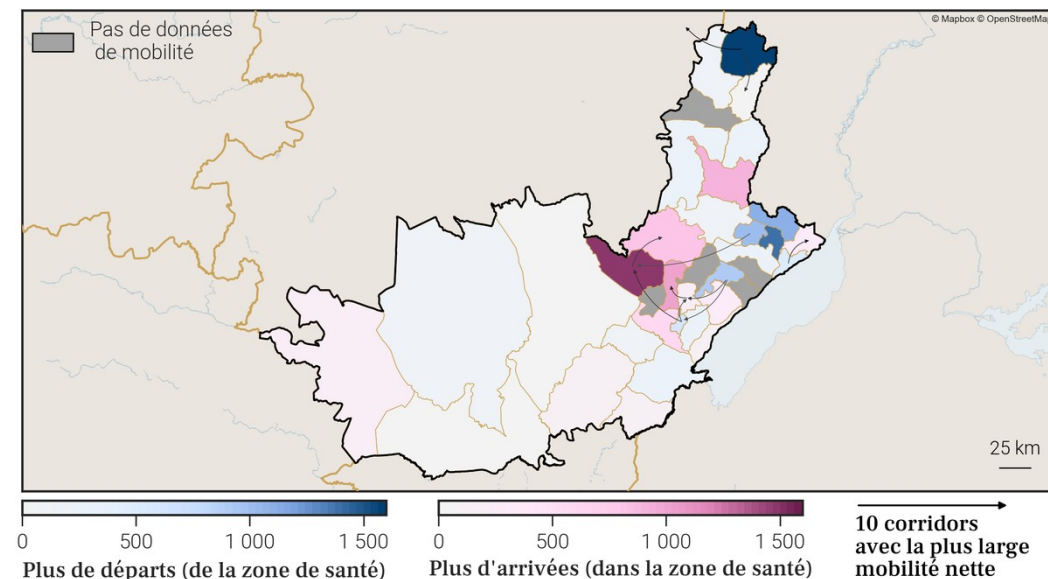 © Mapbox © OpenStreetMap
Pas de données
de mobilité
25 km
0 500 1 000 1 500
Plus de départs (de la zone de santé)
0 500 1 000 1 500
Plus d'arrivées (dans la zone de santé)
10 corridors
avec la plus large
mobilité nette